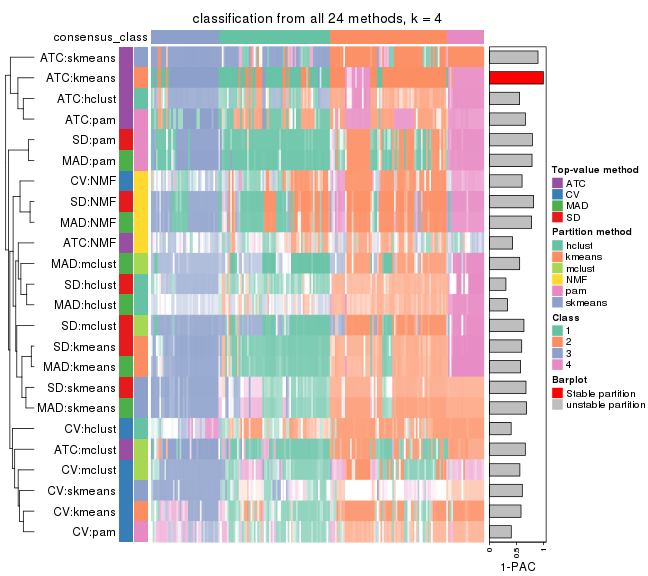 classification from all 24 methods, k = 4
consensus_class
ATC:skmeans
ATC:kmeans
ATC:hclust
ATC:pam
SD:pam
MAD:pam
CV:NMF
SD:NMF
MAD:NMF
ATC:NMF
MAD:mclust
SD:hclust
MAD:hclust
SD:mclust
SD:kmeans
MAD:kmeans
SD:skmeans
MAD:skmeans
CV:hclust
ATC:mclust
CV:mclust
CV:skmeans
CV:kmeans
CV:pam
0
0.5
1
1-PAC
Top-value method
ATC
CV
MAD
SD
Partition method
hclust
kmeans
mclust
NMF
pam
skmeans
Class
1
2
3
4
Barplot
Stable partition
unstable partition